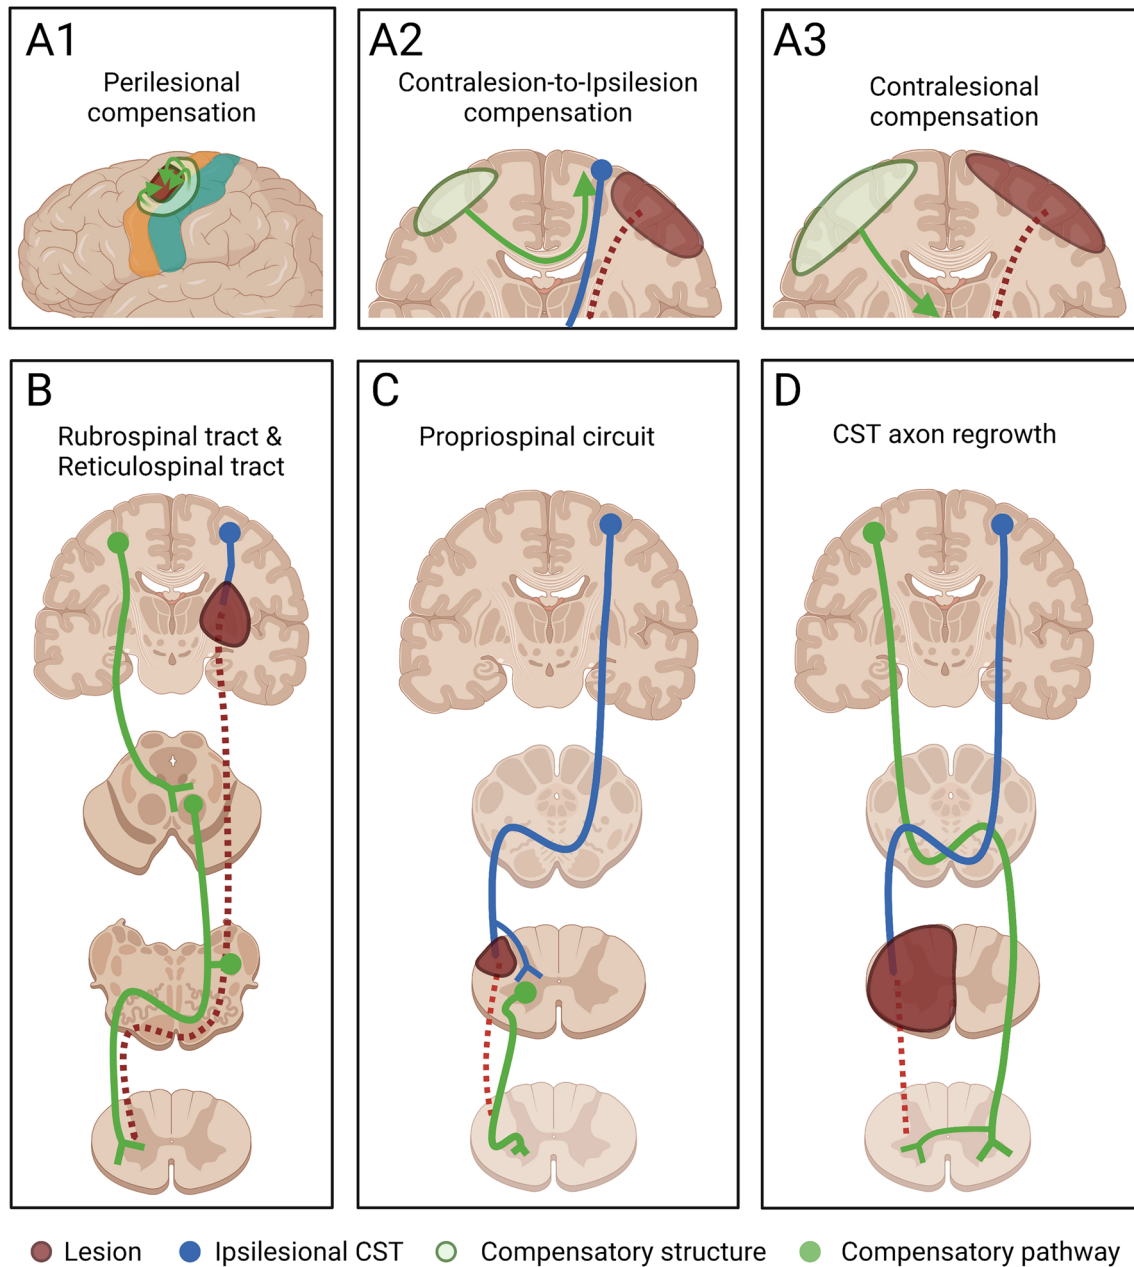 A1
Perilesional
compensation
A2
Contralesion-to-Ipsilesion
compensation
A3
Contralesional
compensation
B
Rubrospinal tract &
Reticulospinal tract
C
Propriospinal circuit
D
CST axon regrowth
Lesion
Ipsilesional CST
Compensatory structure
Compensatory pathway